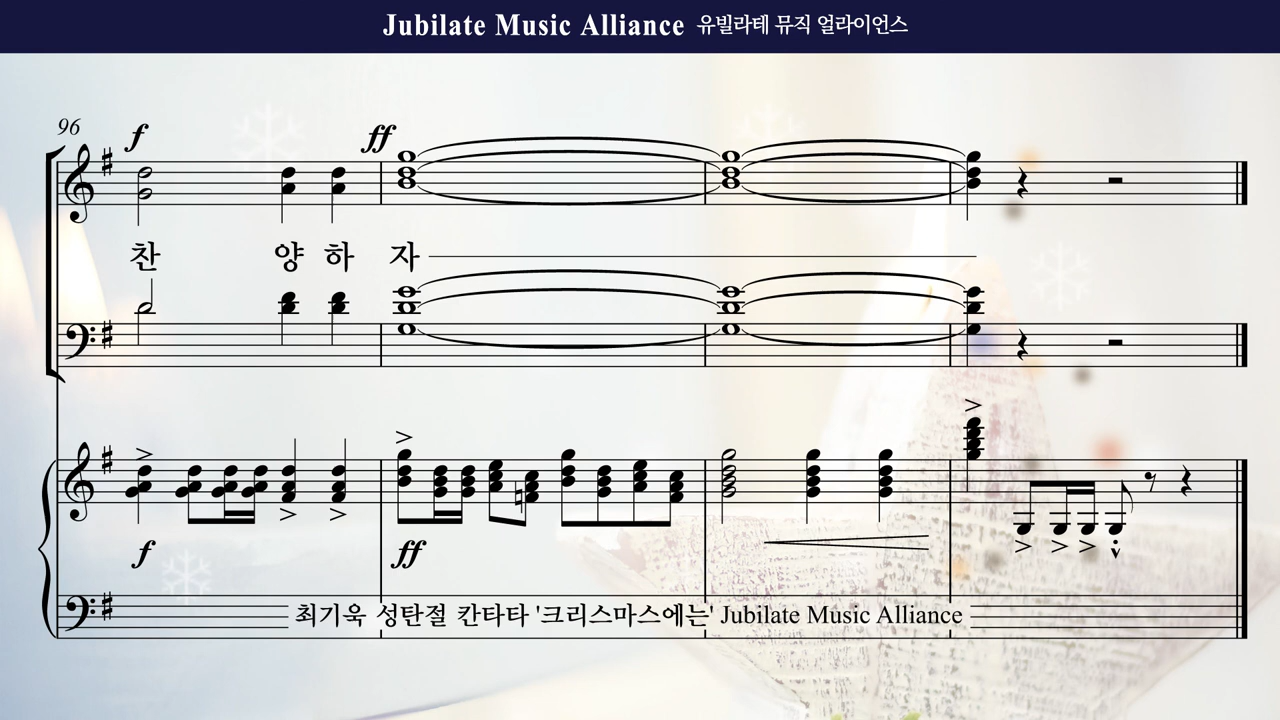 Jubilate Music Alliance 유빌라테 뮤직 얼라이언스
96
f ff
찬 양 하 자
f ff
최기욱 성탄절 칸타타 '크리스마스에는' Jubilate Music Alliance